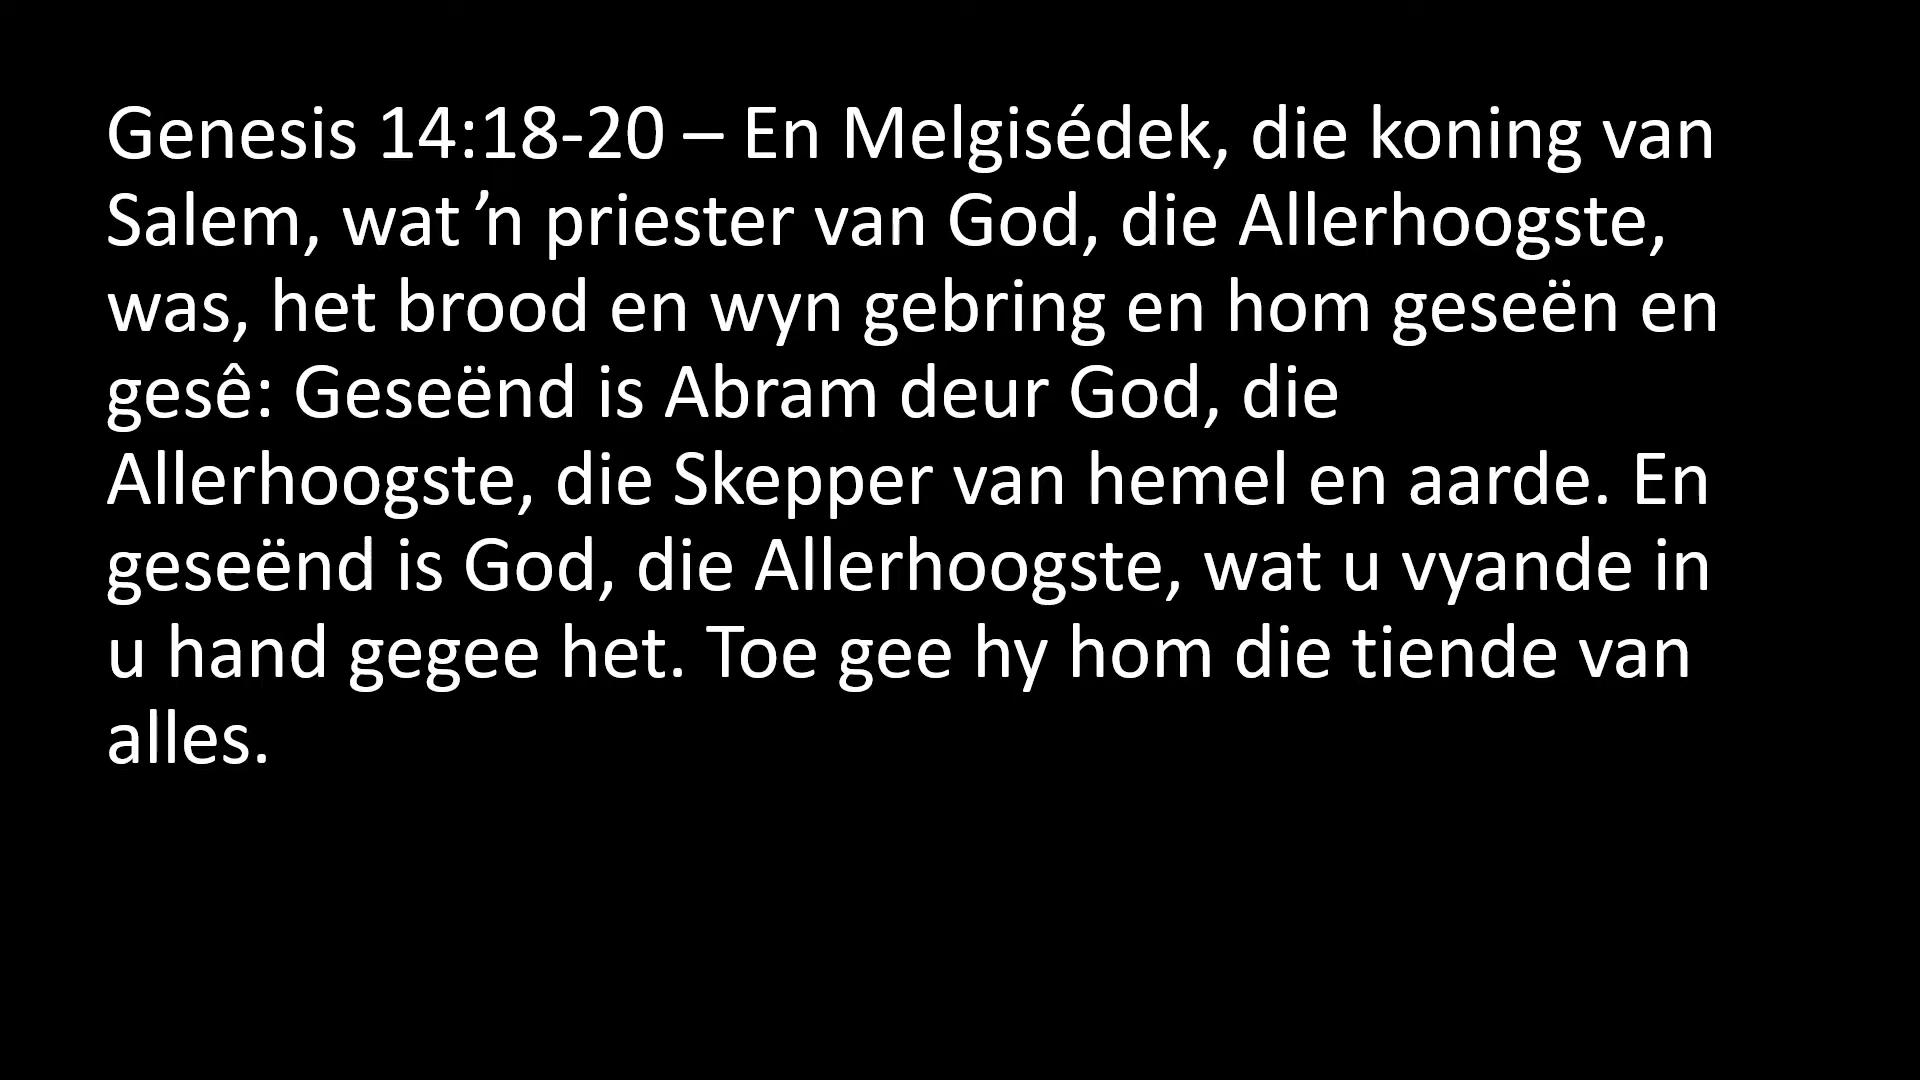 Genesis 14:18-20 – En Melgisédek, die koning van
Salem, wat ’n priester van God, die Allerhoogste,
was, het brood en wyn gebring en hom geseën en
gesê: Geseënd is Abram deur God, die
Allerhoogste, die Skepper van hemel en aarde. En
geseënd is God, die Allerhoogste, wat u vyande in
u hand gegee het. Toe gee hy hom die tiende van
alles.